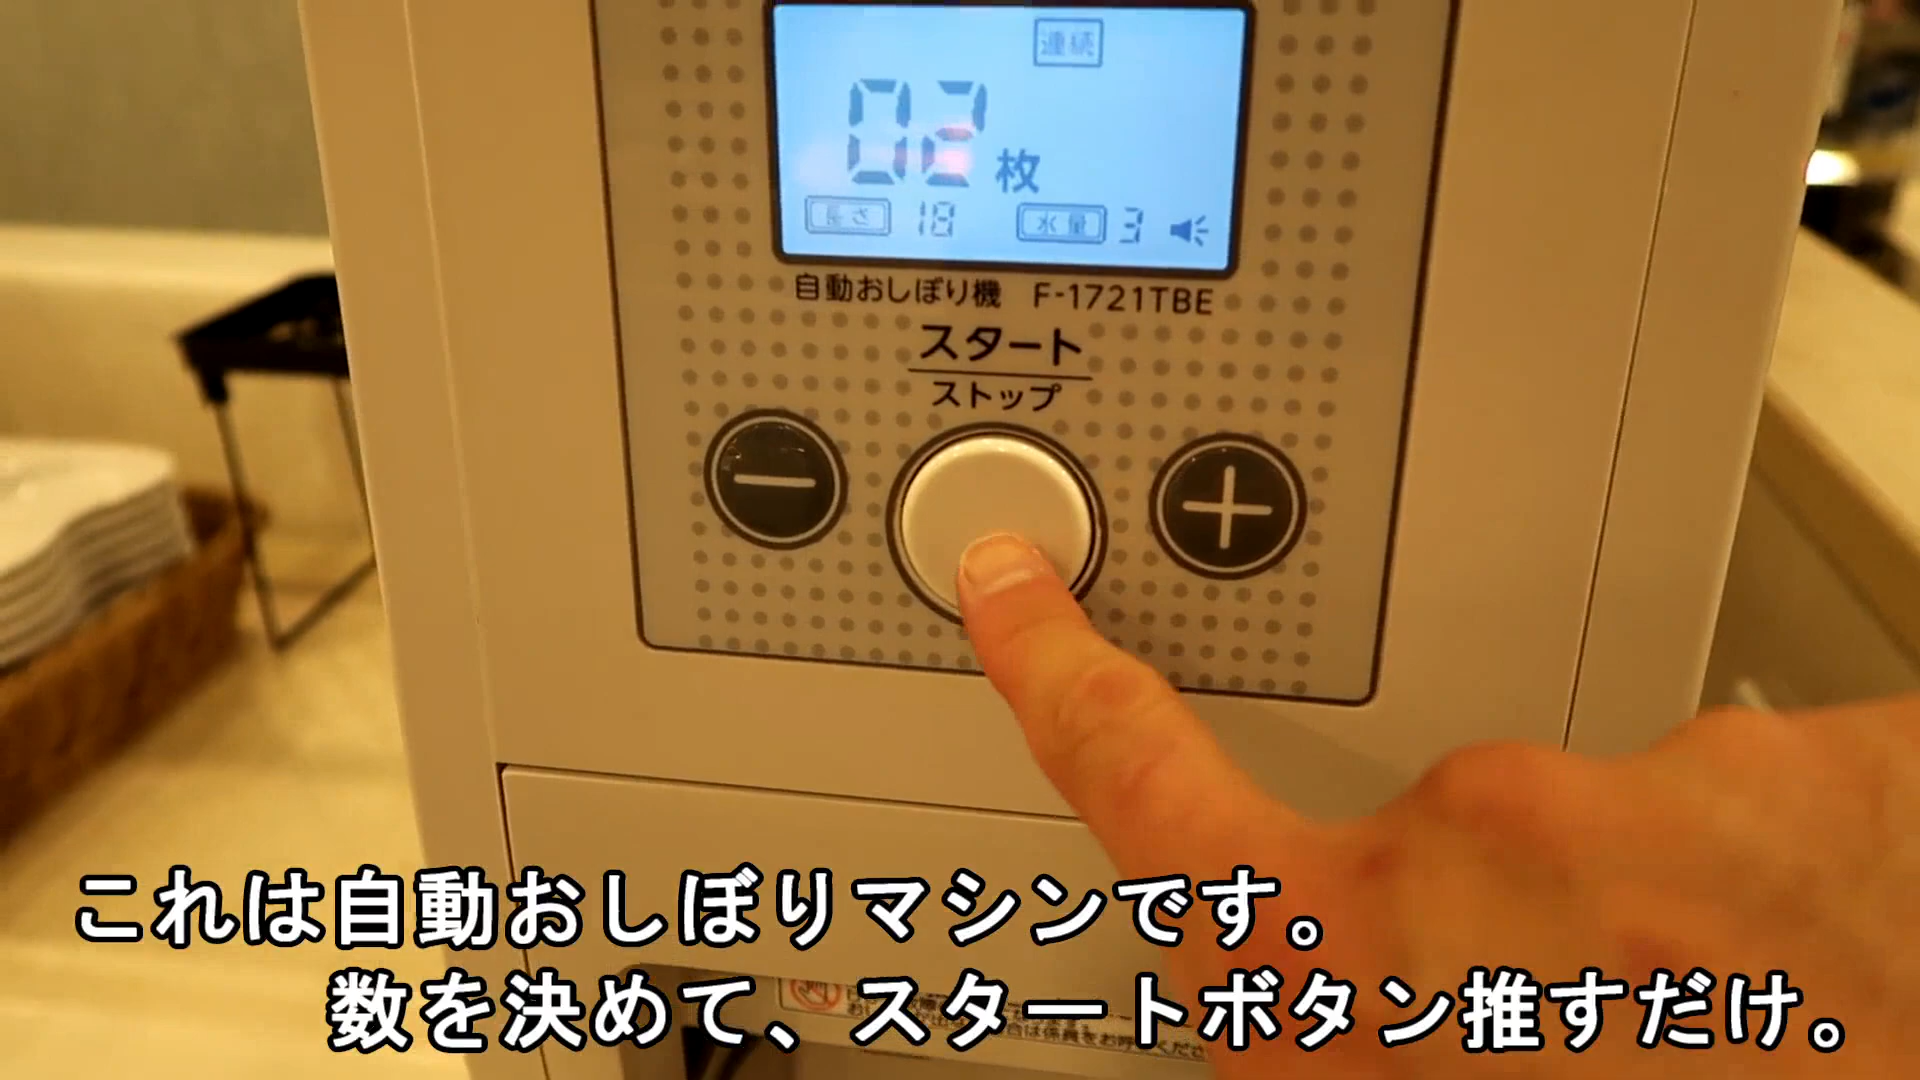 連続
02枚
長さ 18 水量 3
自動おしぼり機 F-1721TBE
スタート
ストップ
これは自動おしぼりマシンです。
数を決めて、スタートボタン推すだけ。